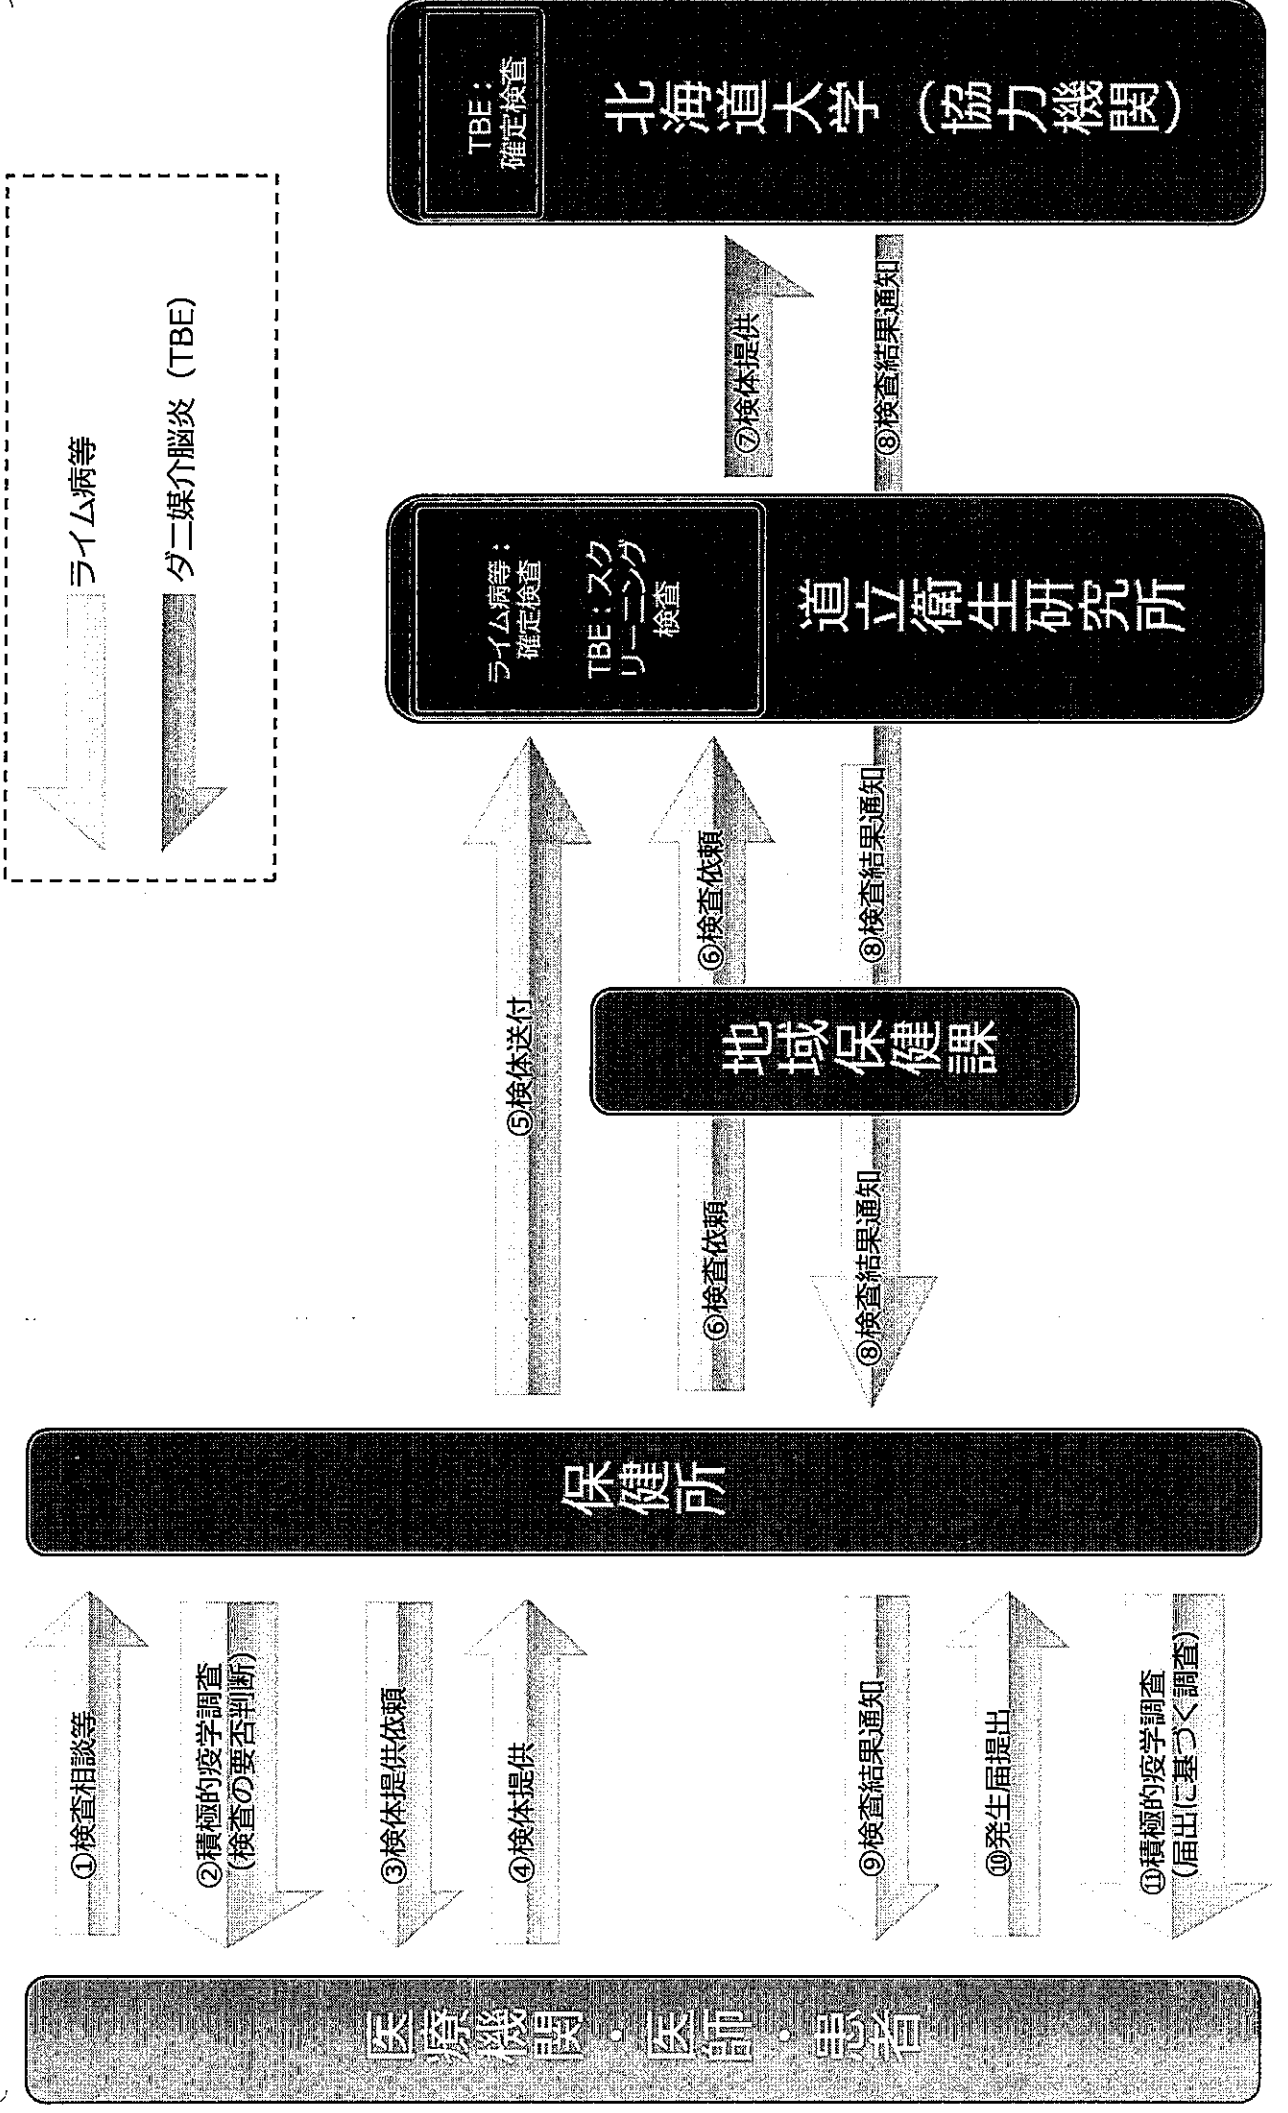 ライム病等
ダニ媒介脳炎（TBE）
医療機関・医師・患者
①検査相談等
②積極的疫学調査
（検査の要否判断）
③検体提供依頼
④検体提供
⑨検査結果通知
⑩発生届提出
⑪積極的疫学調査
（届出に基づく調査）
保健所
⑤検体送付
⑥検査依頼
⑧検査結果通知
地域保健課
⑥検査依頼
⑧検査結果通知
ライム病等：
確定検査
TBE：スク
リーニング
検査
道立衛生研究所
⑦検体提供
⑧検査結果通知
TBE：
確定検査
北海道大学（協力機関）